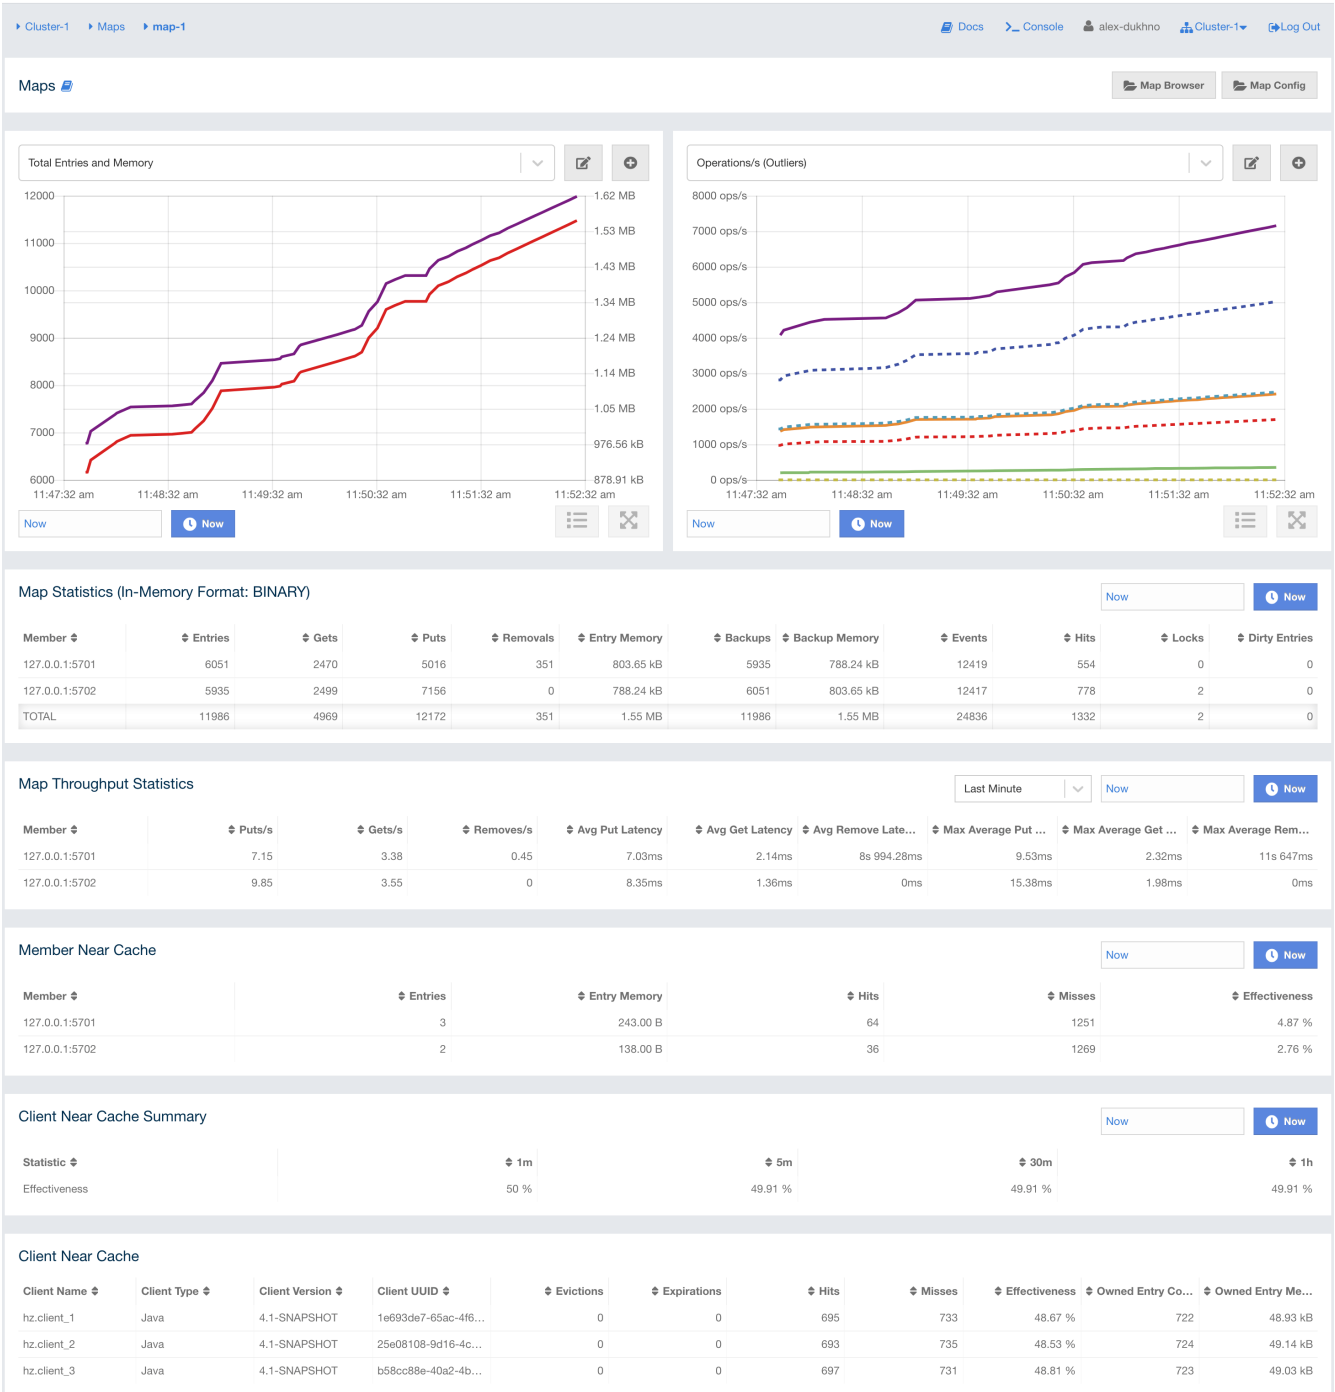 Cluster-1 Maps map-1 Docs Console alex-dukhno Cluster-1 Log Out
Maps Map Browser Map Config
Total Entries and Memory
12000 1.62 MB
11000 1.53 MB
10000 1.43 MB
9000 1.34 MB
8000 1.24 MB
7000 1.14 MB
6000 1.05 MB
976.56 kB
878.91 kB
11:47:32 am 11:48:32 am 11:49:32 am 11:50:32 am 11:51:32 am 11:52:32 am
Now Now
Operations/s (Outliers)
8000 ops/s
7000 ops/s
6000 ops/s
5000 ops/s
4000 ops/s
3000 ops/s
2000 ops/s
1000 ops/s
0 ops/s
11:47:32 am 11:48:32 am 11:49:32 am 11:50:32 am 11:51:32 am 11:52:32 am
Now Now
Map Statistics (In-Memory Format: BINARY) Now Now
Member Entries Gets Puts Removals Entry Memory Backups Backup Memory Events Hits Locks Dirty Entries
127.0.0.1:5701 6051 2470 5016 351 803.65 kB 5935 788.24 kB 12419 554 0 0
127.0.0.1:5702 5935 2499 7156 0 788.24 kB 6051 803.65 kB 12417 778 2 0
TOTAL 11986 4969 12172 351 1.55 MB 11986 1.55 MB 24836 1332 2 0
Map Throughput Statistics Last Minute Now Now
Member Puts/s Gets/s Removes/s Avg Put Latency Avg Get Latency Avg Remove Late... Max Average Put ... Max Average Get ... Max Average Rem...
127.0.0.1:5701 7.15 3.38 0.45 7.03ms 2.14ms 8s 994.28ms 9.53ms 2.32ms 11s 647ms
127.0.0.1:5702 9.85 3.55 0 8.35ms 1.36ms 0ms 15.38ms 1.98ms 0ms
Member Near Cache Now Now
Member Entries Entry Memory Hits Misses Effectiveness
127.0.0.1:5701 3 243.00 B 64 1251 4.87 %
127.0.0.1:5702 2 138.00 B 36 1269 2.76 %
Client Near Cache Summary Now Now
Statistic 1m 5m 30m 1h
Effectiveness 50 % 49.91 % 49.91 % 49.91 %
Client Near Cache
Client Name Client Type Client Version Client UUID Evictions Expirations Hits Misses Effectiveness Owned Entry Co... Owned Entry Me...
hz.client_1 Java 4.1-SNAPSHOT 1e693de7-65ac-4f6... 0 0 695 733 48.67 % 722 48.93 kB
hz.client_2 Java 4.1-SNAPSHOT 25e08108-9d16-4c... 0 0 693 735 48.53 % 724 49.14 kB
hz.client_3 Java 4.1-SNAPSHOT b58cc88e-40a2-4b... 0 0 697 731 48.81 % 723 49.03 kB